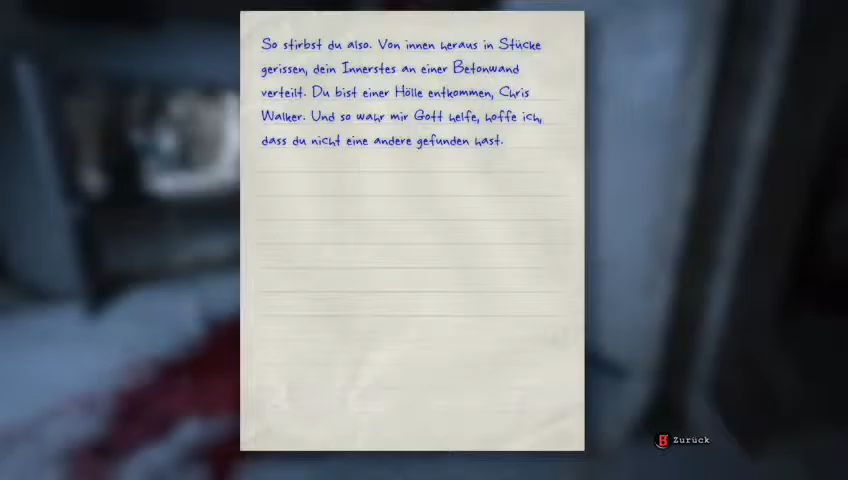 So stirbst du also. Von innen heraus in Stücke
gerissen, dein Innerstes an einer Betonwand
verteilt. Du bist einer Hölle entkommen, Chris
Walker. Und so wahr mir Gott helfe, hoffe ich,
dass du nicht eine andere gefunden hast.
B Zurück